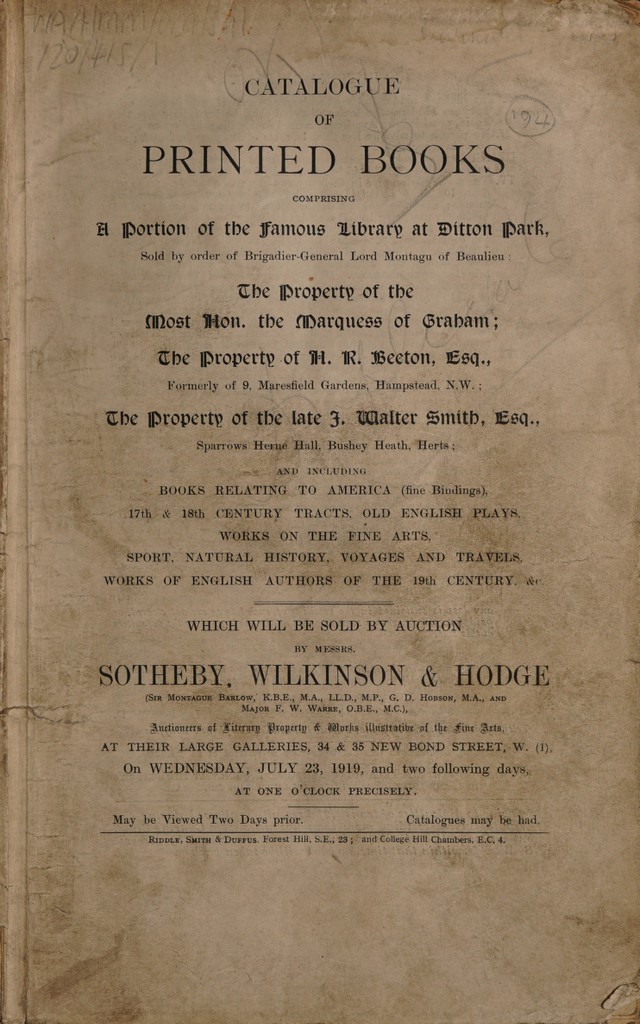 WA/HMM/
120/415/1
CATALOGUE
OF
194
PRINTED BOOKS
COMPRISING
A Portion of the Famous Library at Ditton Park,
Sold by order of Brigadier-General Lord Montagu of Beaulieu:
The Property of the
Most Hon. the Marquess of Graham;
The Property of H. R. Beeton, Esq.,
Formerly of 9, Maresfield Gardens, Hampstead, N.W.;
The Property of the late J. Walter Smith, Esq.,
Sparrows Herne Hall, Bushey Heath, Herts;
AND INCLUDING
BOOKS RELATING TO AMERICA (fine Bindings),
17th & 18th CENTURY TRACTS, OLD ENGLISH PLAYS,
WORKS ON THE FINE ARTS,
SPORT, NATURAL HISTORY, VOYAGES AND TRAVELS,
WORKS OF ENGLISH AUTHORS OF THE 19th CENTURY, &c.
WHICH WILL BE SOLD BY AUCTION
BY MESSRS.
SOTHEBY, WILKINSON & HODGE
(Sir Montague Barlow, K.B.E., M.A., LL.D., M.P., G. D. Hobson, M.A., and
Major F. W. Warre, O.B.E., M.C.),
Auctioneers of Literary Property & Works illustrative of the Fine Arts,
AT THEIR LARGE GALLERIES, 34 & 35 NEW BOND STREET, W. (1),
On WEDNESDAY, JULY 23, 1919, and two following days,
AT ONE O'CLOCK PRECISELY.
May be Viewed Two Days prior. Catalogues may be had.
Riddle, Smith & Duffus, Forest Hill, S.E., 23; and College Hill Chambers, E.C. 4.